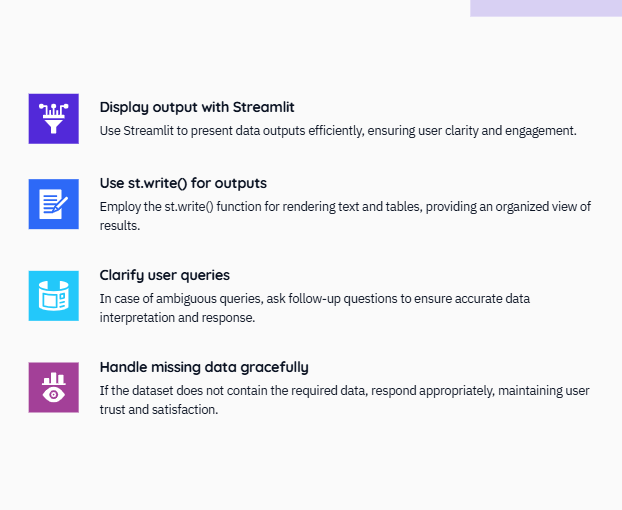 Display output with Streamlit
Use Streamlit to present data outputs efficiently, ensuring user clarity and engagement.
Use st.write() for outputs
Employ the st.write() function for rendering text and tables, providing an organized view of
results.
Clarify user queries
In case of ambiguous queries, ask follow-up questions to ensure accurate data
interpretation and response.
Handle missing data gracefully
If the dataset does not contain the required data, respond appropriately, maintaining user
trust and satisfaction.